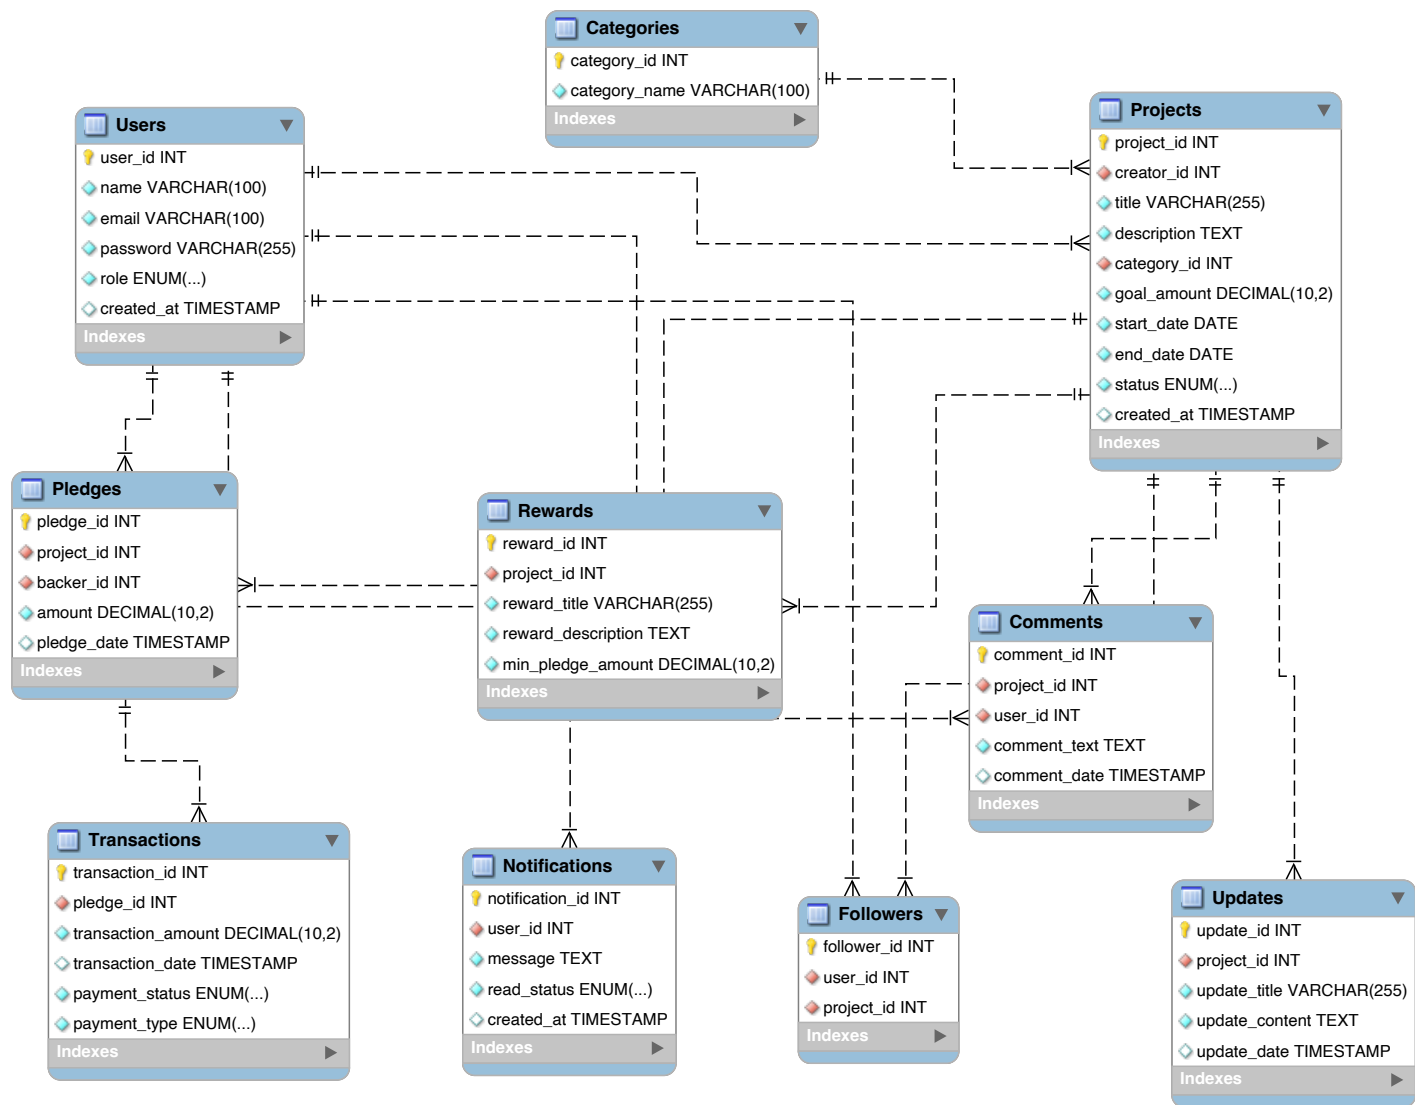 Categories
category_id INT
category_name VARCHAR(100)
Indexes
Users
user_id INT
name VARCHAR(100)
email VARCHAR(100)
password VARCHAR(255)
role ENUM(...)
created_at TIMESTAMP
Indexes
Projects
project_id INT
creator_id INT
title VARCHAR(255)
description TEXT
category_id INT
goal_amount DECIMAL(10,2)
start_date DATE
end_date DATE
status ENUM(...)
created_at TIMESTAMP
Indexes
Pledges
pledge_id INT
project_id INT
backer_id INT
amount DECIMAL(10,2)
pledge_date TIMESTAMP
Indexes
Rewards
reward_id INT
project_id INT
reward_title VARCHAR(255)
reward_description TEXT
min_pledge_amount DECIMAL(10,2)
Indexes
Comments
comment_id INT
project_id INT
user_id INT
comment_text TEXT
comment_date TIMESTAMP
Indexes
Transactions
transaction_id INT
pledge_id INT
transaction_amount DECIMAL(10,2)
transaction_date TIMESTAMP
payment_status ENUM(...)
payment_type ENUM(...)
Indexes
Notifications
notification_id INT
user_id INT
message TEXT
read_status ENUM(...)
created_at TIMESTAMP
Indexes
Followers
follower_id INT
user_id INT
project_id INT
Indexes
Updates
update_id INT
project_id INT
update_title VARCHAR(255)
update_content TEXT
update_date TIMESTAMP
Indexes